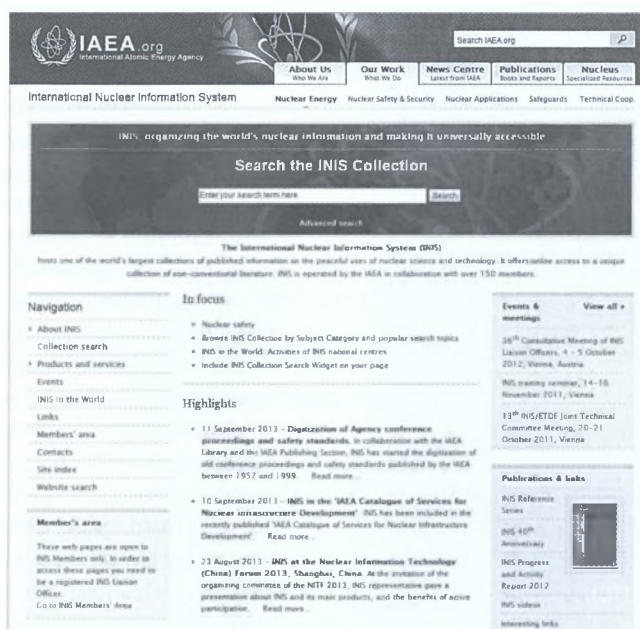 IAEA.org
International Atomic Energy Agency
Search IAEA.org
About Us
Who We Are
Our Work
What We Do
News Centre
Latest from IAEA
Publications
Books and Reports
Nucleus
Specialized Resources
International Nuclear Information System
Nuclear Energy Nuclear Safety & Security Nuclear Applications Safeguards Technical Coop.
INIS, organizing the world's nuclear information and making it universally accessible
Search the INIS Collection
Enter your search term here
Search
Advanced search
The International Nuclear Information System (INIS)
hosts one of the world's largest collections of published information on the peaceful uses of nuclear science and technology. It offers online access to a unique
collection of non-conventional literature. INIS is operated by the IAEA in collaboration with over 150 members.
Navigation
About INIS
Collection search
Products and services
Events
INIS in the World
Links
Members' area
Contacts
Site index
Website search
Member's area
These web pages are open to
INIS Members only. In order to
access these pages you need to
be a registered INIS Liaison
Officer.
Go to INIS Members' Area
In focus
Nuclear safety
Browse INIS Collection by Subject Category and popular search topics
INIS in the World: Activities of INIS national centres
Include INIS Collection Search Widget on your page
Highlights
11 September 2013 - Digitization of Agency conference
proceedings and safety standards. In collaboration with the IAEA
Library and the IAEA Publishing Section, INIS has started the digitization of
old conference proceedings and safety standards published by the IAEA
between 1957 and 1999. Read more...
10 September 2013 - INIS in the "IAEA Catalogue of Services for
Nuclear Infrastructure Development". INIS has been included in the
recently published "IAEA Catalogue of Services for Nuclear Infrastructure
Development". Read more...
23 August 2013 - INIS at the Nuclear Information Technology
(China) Forum 2013, Shanghai, China. At the invitation of the
organizing committee of the NITF 2013, INIS representative gave a
presentation about INIS and its main products, and the benefits of active
participation. Read more...
Events &
meetings
View all »
36th Consultative Meeting of INIS
Liaison Officers, 4 - 5 October
2012, Vienna, Austria
INIS training seminar, 14-16
November 2011, Vienna
13th INIS/ETDE Joint Technical
Committee Meeting, 20-21
October 2011, Vienna
Publications & links
INIS Reference
Series
INIS 40th
Anniversary
INIS Progress
and Activity
Report 2012
INIS videos
Interesting links